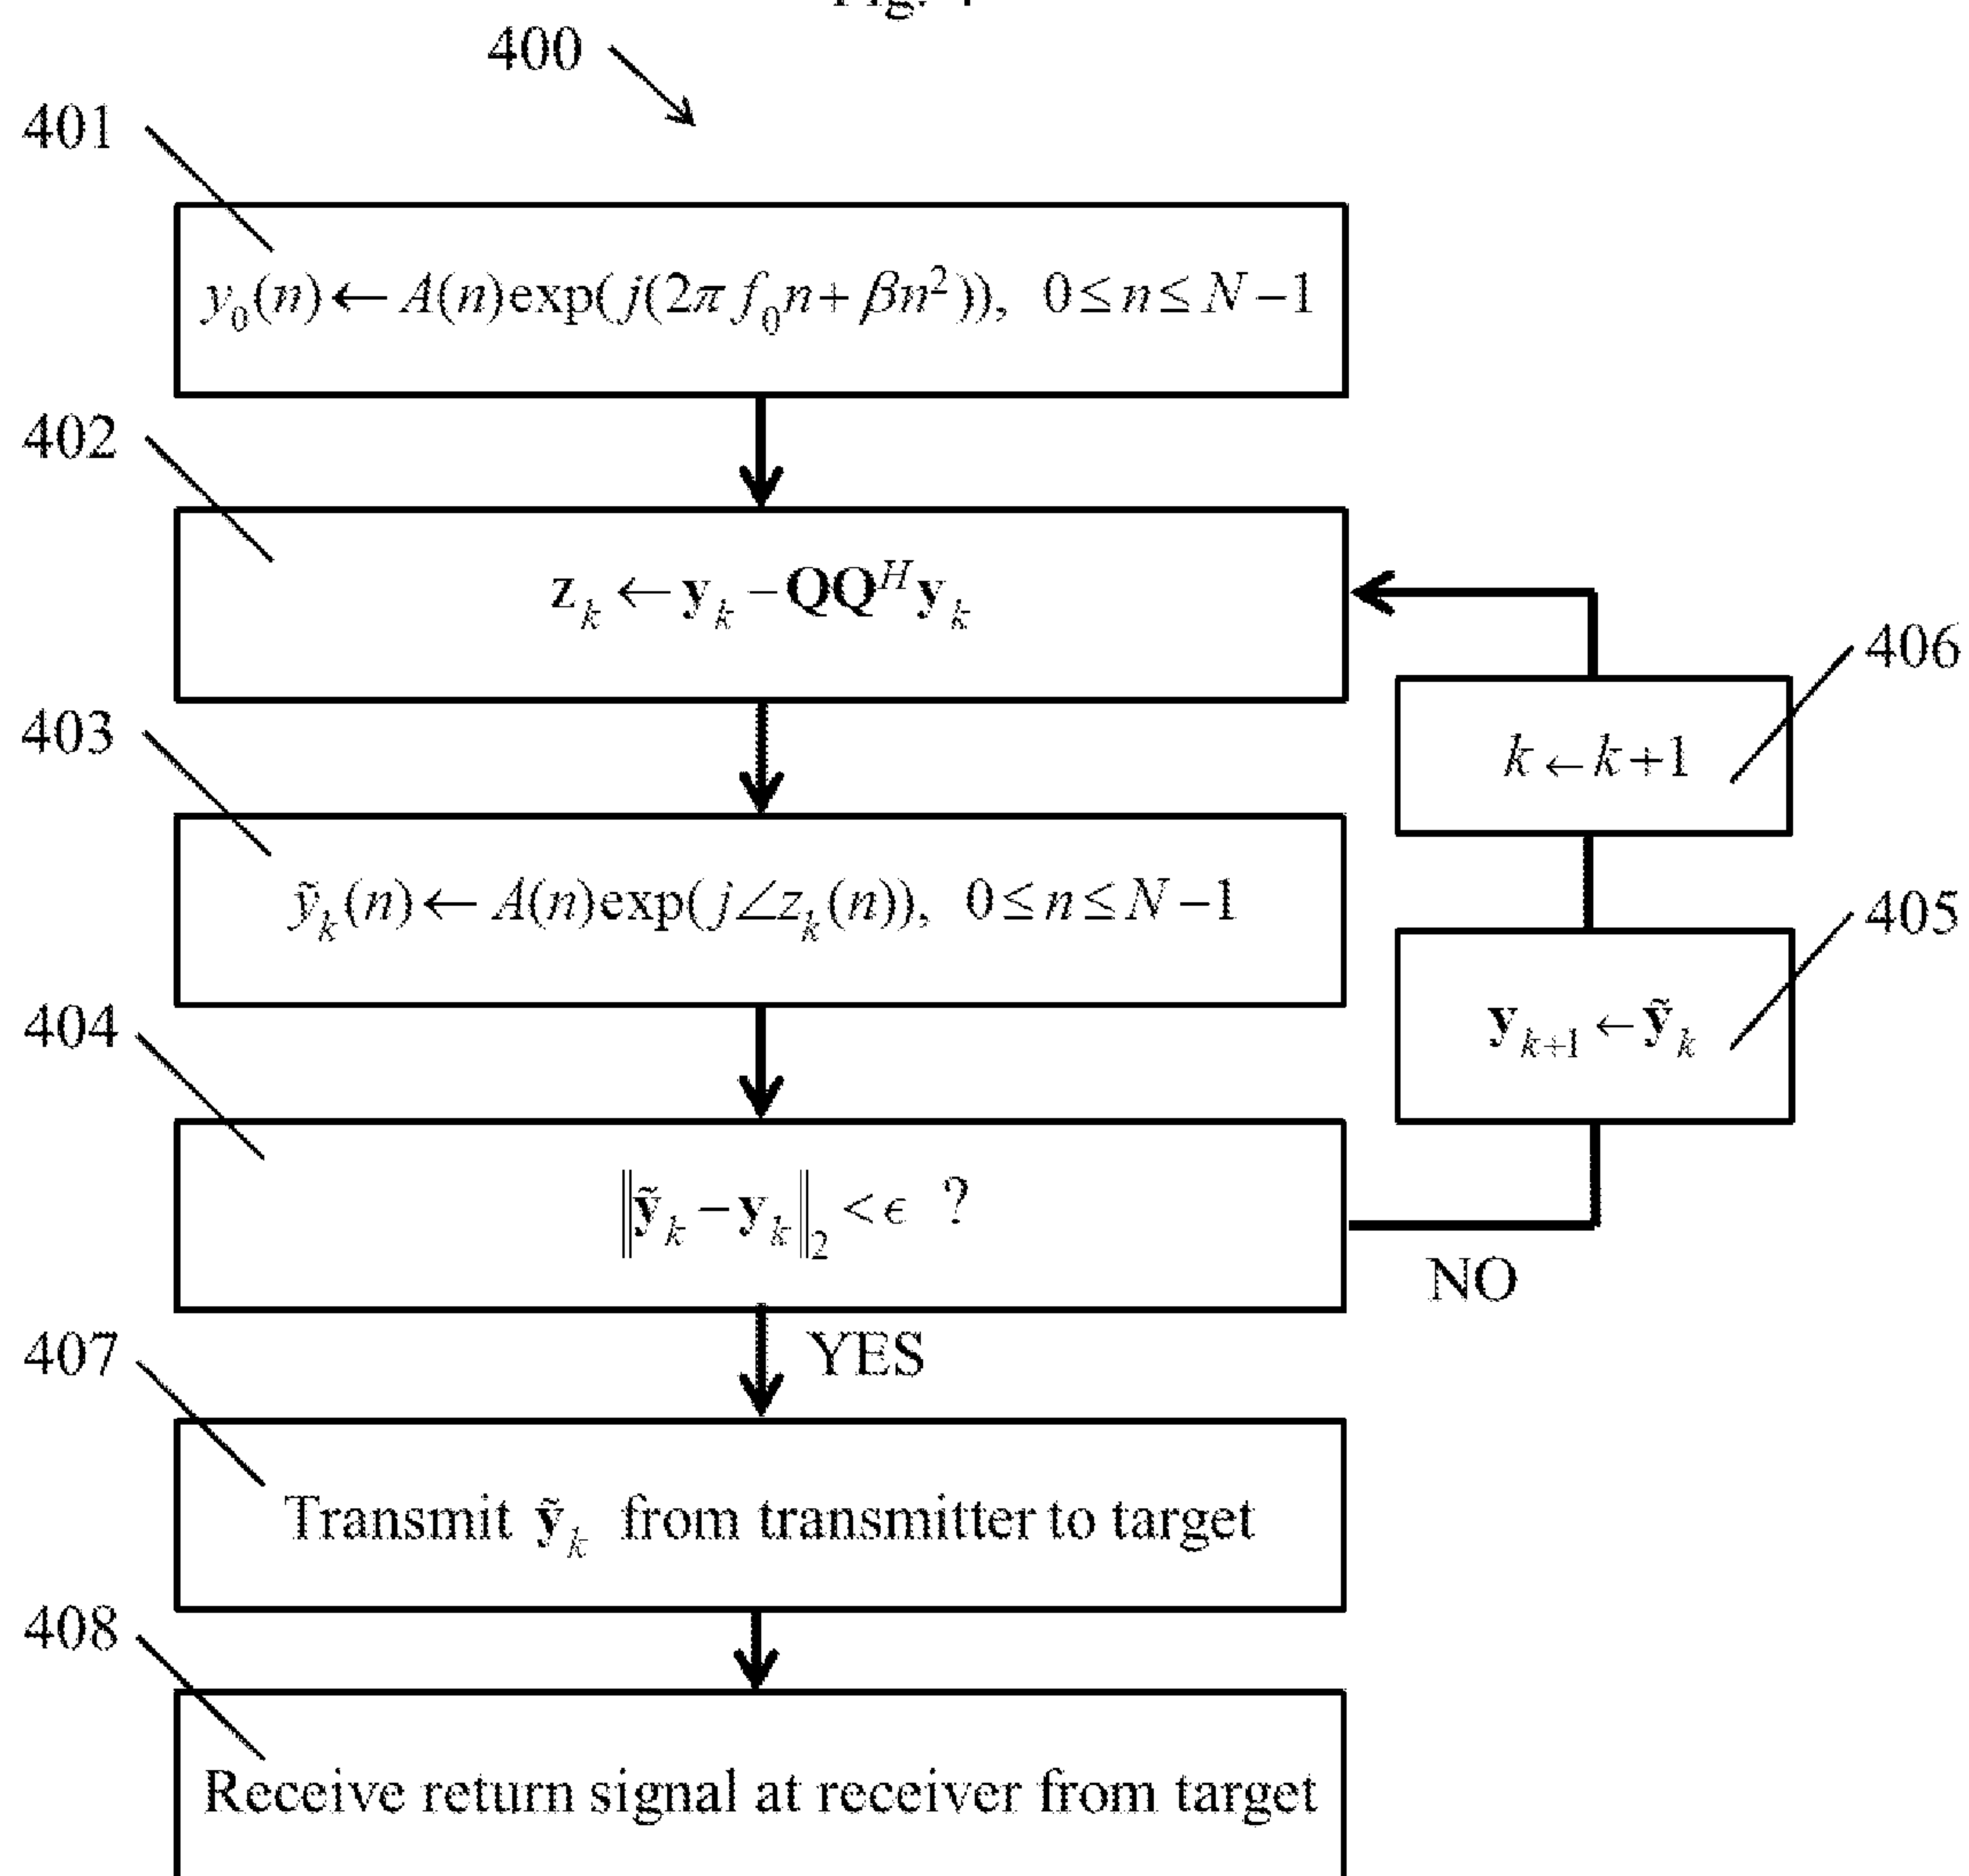 400
401
y₀(n) ← A(n)exp(j(2π f₀n + βn²)), 0 ≤ n ≤ N − 1
402
z_k ← y_k − QQ^H y_k
406
k ← k + 1
403
ỹ_k(n) ← A(n)exp(j∠z_k(n)), 0 ≤ n ≤ N − 1
405
y_{k+1} ← ỹ_k
404
‖ỹ_k − y_k‖₂ < ϵ ?
NO
407
YES
Transmit ỹ_k from transmitter to target
408
Receive return signal at receiver from target